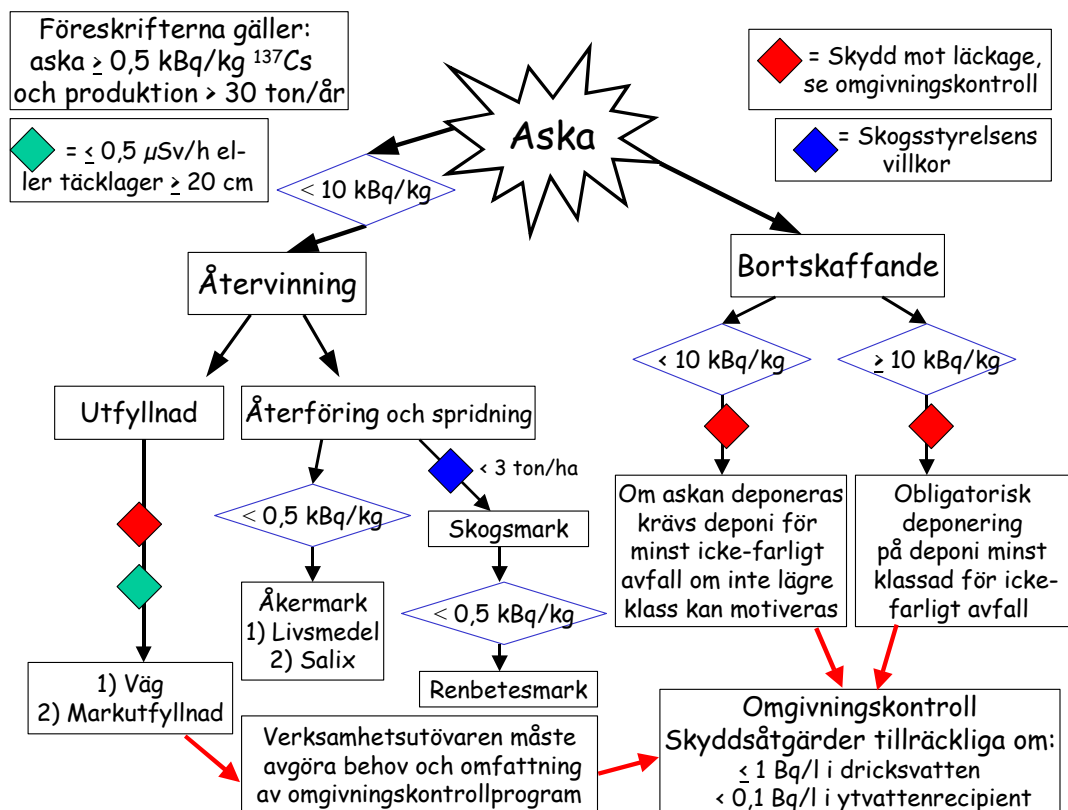 Föreskrifterna gäller:
aska ≥ 0,5 kBq/kg ¹³⁷Cs
och produktion > 30 ton/år
= ≤ 0,5 µSv/h el-
ler täcklager ≥ 20 cm
Aska
= Skydd mot läckage,
se omgivningskontroll
= Skogsstyrelsens
villkor
< 10 kBq/kg
Återvinning
Bortskaffande
< 10 kBq/kg
≥ 10 kBq/kg
Utfyllnad
Återföring och spridning
< 3 ton/ha
< 0,5 kBq/kg
Skogsmark
Åkermark
1) Livsmedel
2) Salix
< 0,5 kBq/kg
Renbetesmark
Om askan deponeras
krävs deponi för
minst icke-farligt
avfall om inte lägre
klass kan motiveras
Obligatorisk
deponering
på deponi minst
klassad för icke-
farligt avfall
1) Väg
2) Markutfyllnad
Verksamhetsutövaren måste
avgöra behov och omfattning
av omgivningskontrollprogram
Omgivningskontroll
Skyddsåtgärder tillräckliga om:
≤ 1 Bq/l i dricksvatten
< 0,1 Bq/l i ytvattenrecipient